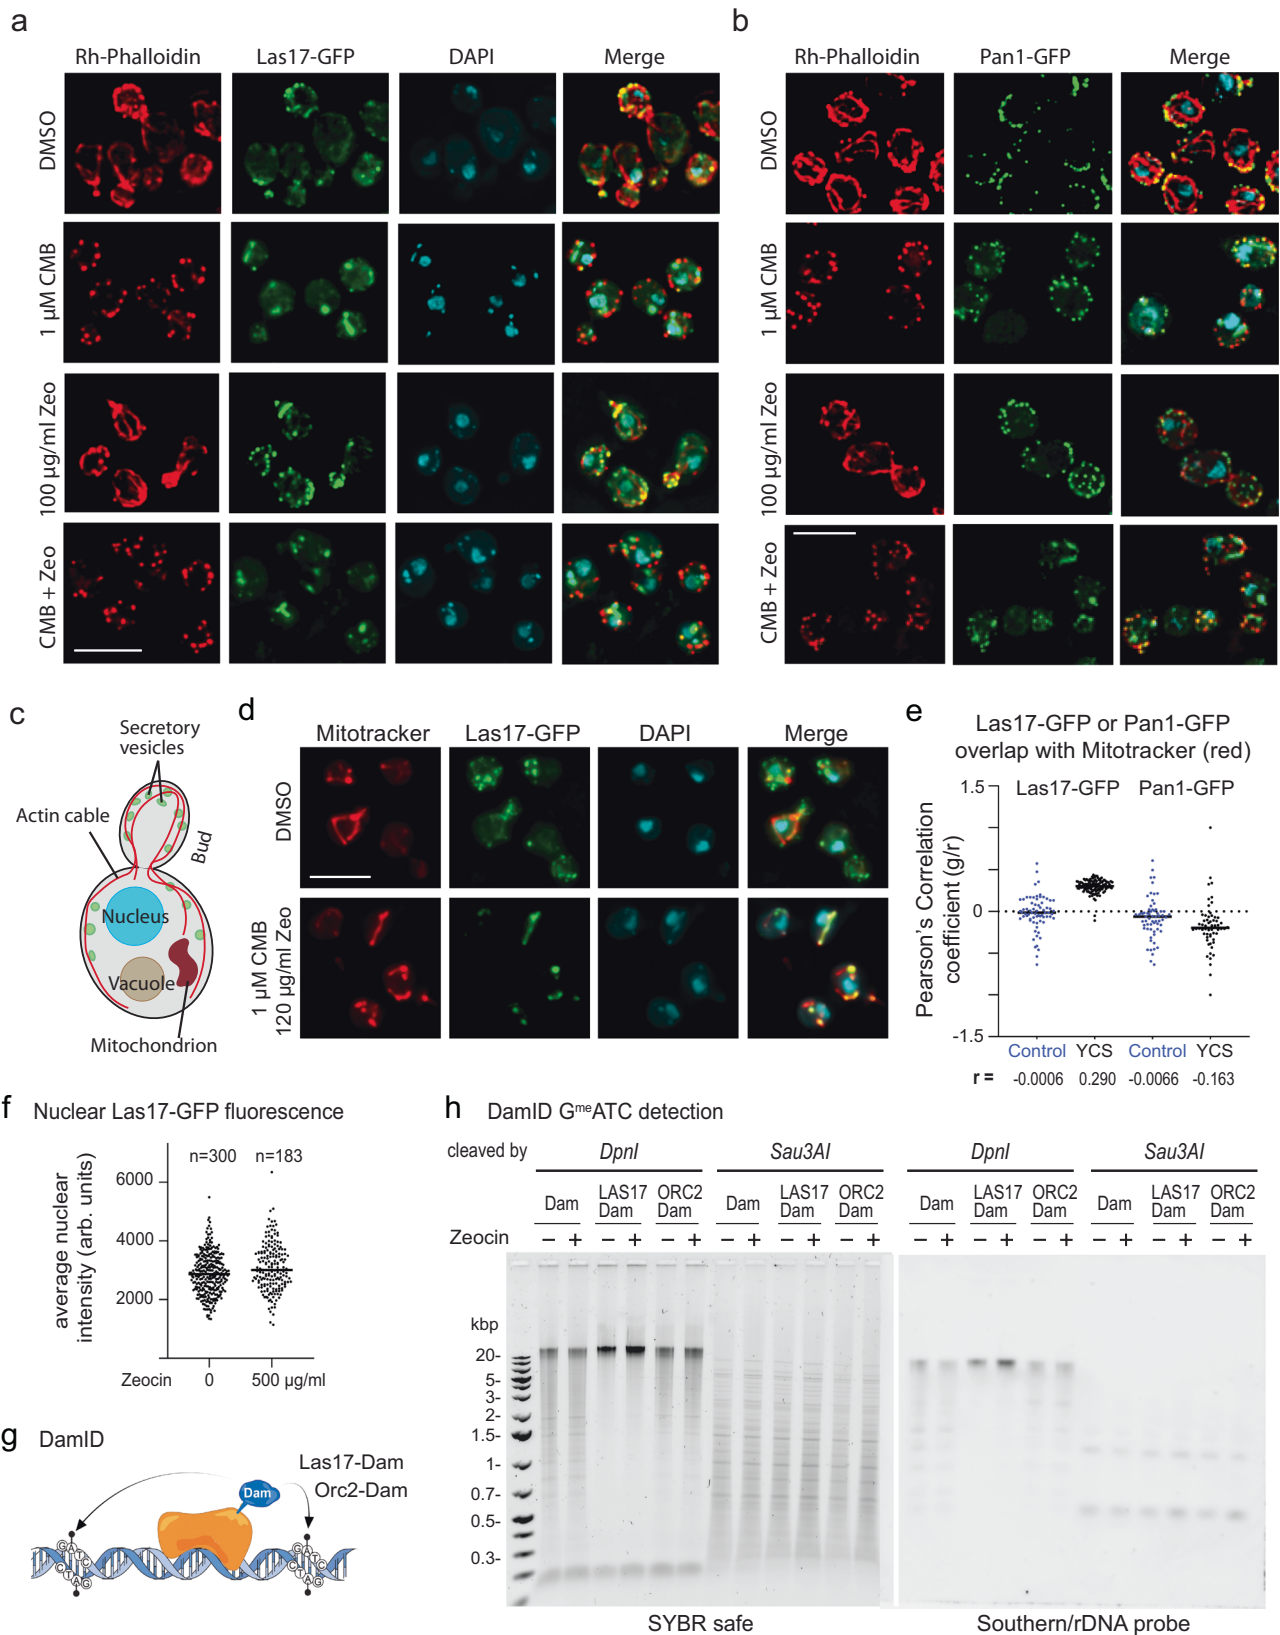 a
Rh-Phalloidin Las17-GFP DAPI Merge
DMSO
1 µM CMB
100 µg/ml Zeo
CMB + Zeo
b
Rh-Phalloidin Pan1-GFP Merge
DMSO
1 µM CMB
100 µg/ml Zeo
CMB + Zeo
c
Secretory
vesicles
Actin cable
Bud
Nucleus
Vacuole
Mitochondrion
d
Mitotracker Las17-GFP DAPI Merge
DMSO
1 µM CMB
120 µg/ml Zeo
e
Las17-GFP or Pan1-GFP
overlap with Mitotracker (red)
Las17-GFP Pan1-GFP
Pearson's Correlation
coefficient (g/r)
1.5
0
-1.5
Control YCS Control YCS
r = -0.0006 0.290 -0.0066 -0.163
f Nuclear Las17-GFP fluorescence
n=300 n=183
average nuclear
intensity (arb. units)
6000
4000
2000
Zeocin 0 500 µg/ml
g DamID
Las17-Dam
Orc2-Dam
Dam
GATC
CTAG
GATC
CTAG
h DamID GmeATC detection
cleaved by DpnI Sau3AI DpnI Sau3AI
Dam LAS17 Dam ORC2 Dam Dam LAS17 Dam ORC2 Dam Dam LAS17 Dam ORC2 Dam Dam LAS17 Dam ORC2 Dam
Zeocin − + − + − + − + − + − + − + − + − + − + − + − +
kbp
20-
5-
3-
2-
1.5-
1-
0.7-
0.5-
0.3-
SYBR safe Southern/rDNA probe